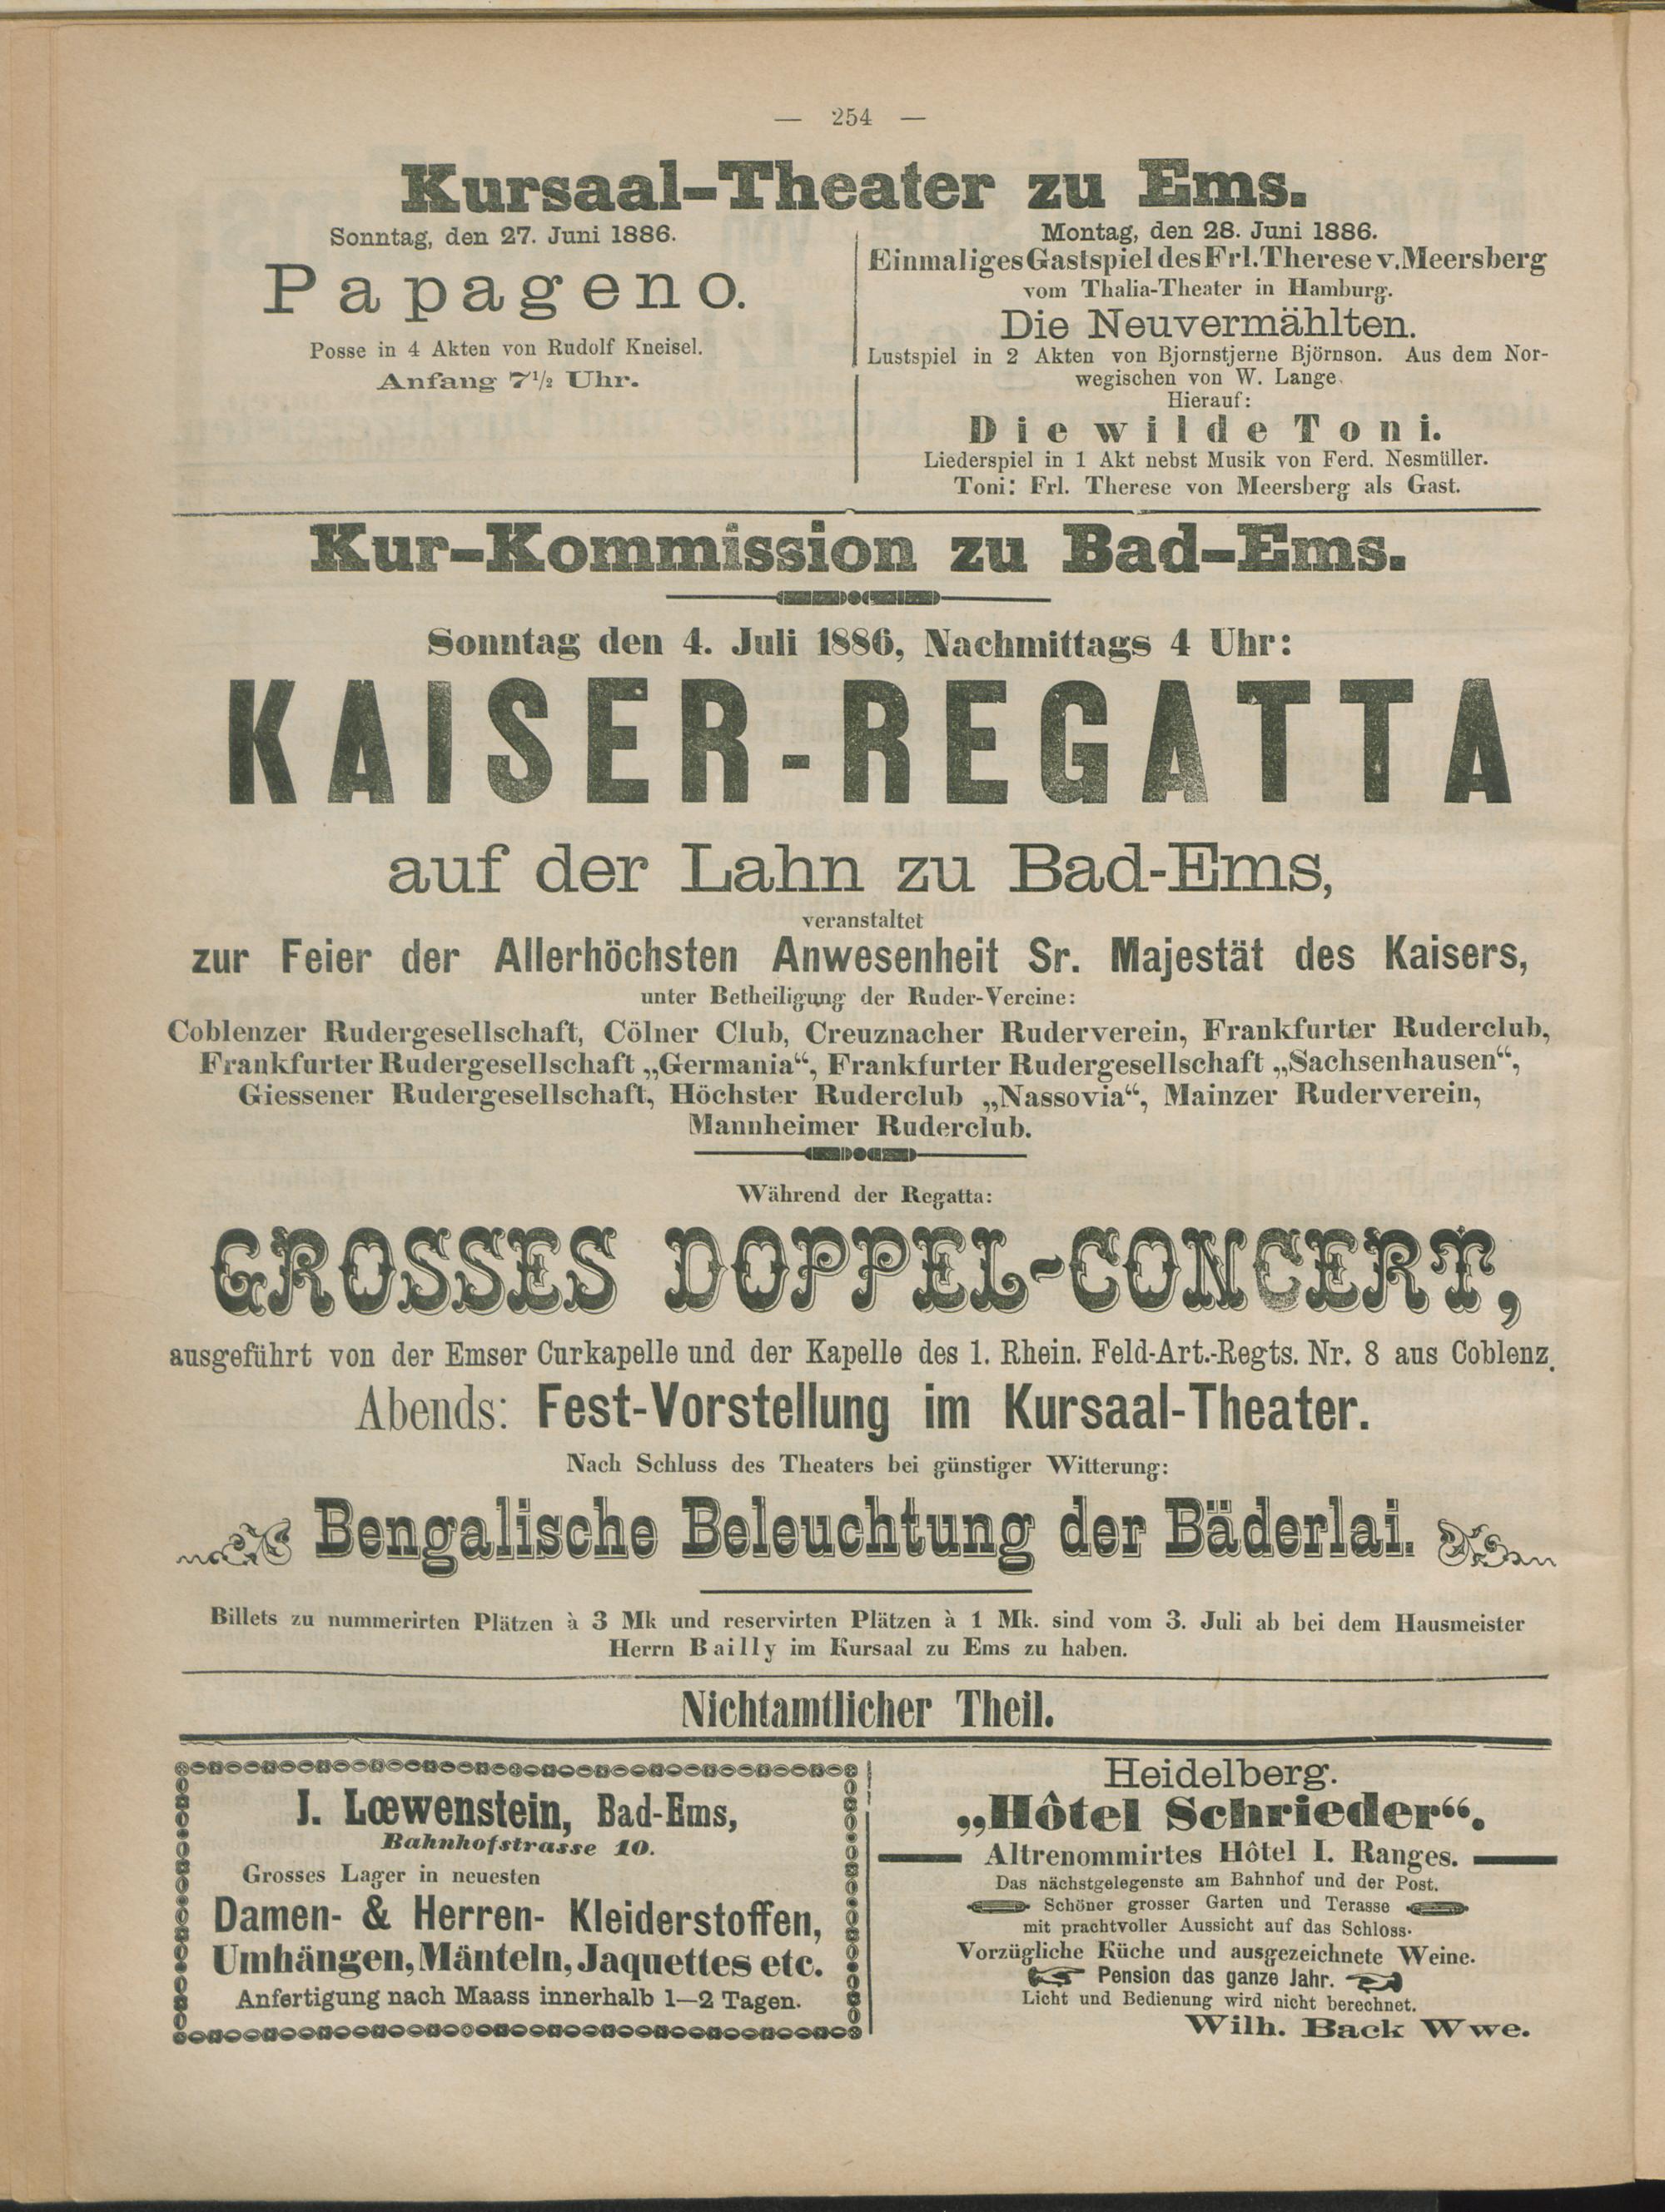 — 254 —
Kursaal-Theater zu Ems.
Sonntag, den 27. Juni 1886.
Papageno.
Posse in 4 Akten von Rudolf Kneisel.
Anfang 7½ Uhr.
Montag, den 28. Juni 1886.
Einmaliges Gastspiel des Frl. Therese v. Meersberg
vom Thalia-Theater in Hamburg.
Die Neuvermählten.
Lustspiel in 2 Akten von Bjornstjerne Björnson. Aus dem Nor-
wegischen von W. Lange.
Hierauf:
Die wilde Toni.
Liederspiel in 1 Akt nebst Musik von Ferd. Nesmüller.
Toni: Frl. Therese von Meersberg als Gast.
Kur-Kommission zu Bad-Ems.
Sonntag den 4. Juli 1886, Nachmittags 4 Uhr:
KAISER-REGATTA
auf der Lahn zu Bad-Ems,
veranstaltet
zur Feier der Allerhöchsten Anwesenheit Sr. Majestät des Kaisers,
unter Betheiligung der Ruder-Vereine:
Coblenzer Rudergesellschaft, Cölner Club, Creuznacher Ruderverein, Frankfurter Ruderclub,
Frankfurter Rudergesellschaft „Germania“, Frankfurter Rudergesellschaft „Sachsenhausen“,
Giessener Rudergesellschaft, Höchster Ruderclub „Nassovia“, Mainzer Ruderverein,
Mannheimer Ruderclub.
Während der Regatta:
GROSSES DOPPEL-CONCERT,
ausgeführt von der Emser Curkapelle und der Kapelle des 1. Rhein. Feld-Art.-Regts. Nr. 8 aus Coblenz.
Abends: Fest-Vorstellung im Kursaal-Theater.
Nach Schluss des Theaters bei günstiger Witterung:
Bengalische Beleuchtung der Bäderlai.
Billets zu nummerirten Plätzen à 3 Mk und reservirten Plätzen à 1 Mk. sind vom 3. Juli ab bei dem Hausmeister
Herrn Bailly im Kursaal zu Ems zu haben.
Nichtamtlicher Theil.
J. Lœwenstein, Bad-Ems,
Bahnhofstrasse 10.
Grosses Lager in neuesten
Damen- & Herren- Kleiderstoffen,
Umhängen, Mänteln, Jaquettes etc.
Anfertigung nach Maass innerhalb 1—2 Tagen.
Heidelberg.
„Hôtel Schrieder“.
Altrenommirtes Hôtel I. Ranges.
Das nächstgelegenste am Bahnhof und der Post.
Schöner grosser Garten und Terasse
mit prachtvoller Aussicht auf das Schloss.
Vorzügliche Küche und ausgezeichnete Weine.
Pension das ganze Jahr.
Licht und Bedienung wird nicht berechnet.
Wilh. Back Wwe.